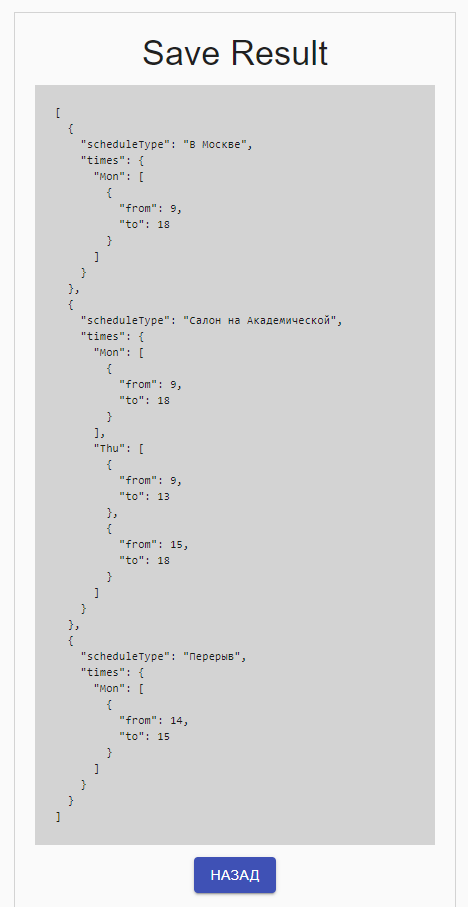 Save Result
[
  {
    "scheduleType": "В Москве",
    "times": {
      "Mon": [
        {
          "from": 9,
          "to": 18
        }
      ]
    }
  },
  {
    "scheduleType": "Салон на Академической",
    "times": {
      "Mon": [
        {
          "from": 9,
          "to": 18
        }
      ],
      "Thu": [
        {
          "from": 9,
          "to": 13
        },
        {
          "from": 15,
          "to": 18
        }
      ]
    }
  },
  {
    "scheduleType": "Перерыв",
    "times": {
      "Mon": [
        {
          "from": 14,
          "to": 15
        }
      ]
    }
  }
]
НАЗАД